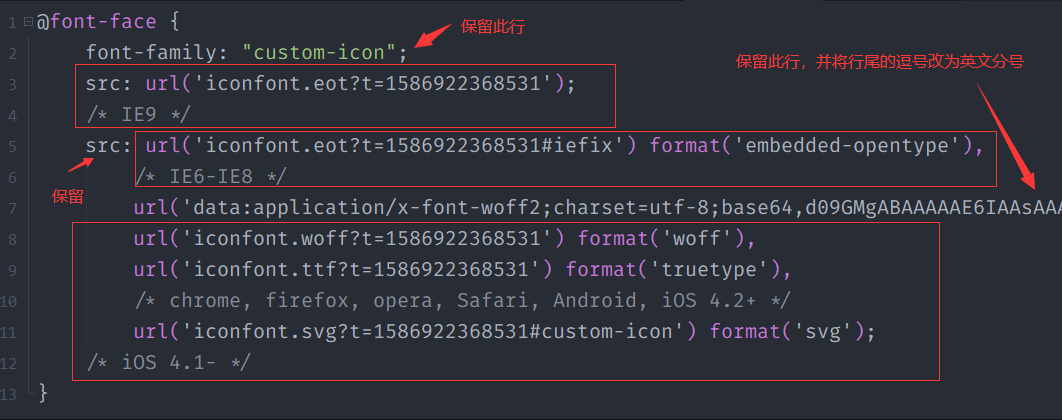 1 @font-face {
保留此行
2 font-family: "custom-icon";
保留此行，并将行尾的逗号改为英文分号
3 src: url('iconfont.eot?t=1586922368531');
4 /* IE9 */
5 src: url('iconfont.eot?t=1586922368531#iefix') format('embedded-opentype'),
6 /* IE6-IE8 */
保留
7 url('data:application/x-font-woff2;charset=utf-8;base64,d09GMgABAAAAAE6IAAsAAA
8 url('iconfont.woff?t=1586922368531') format('woff'),
9 url('iconfont.ttf?t=1586922368531') format('truetype'),
10 /* chrome, firefox, opera, Safari, Android, iOS 4.2+ */
11 url('iconfont.svg?t=1586922368531#custom-icon') format('svg');
12 /* iOS 4.1- */
13 }